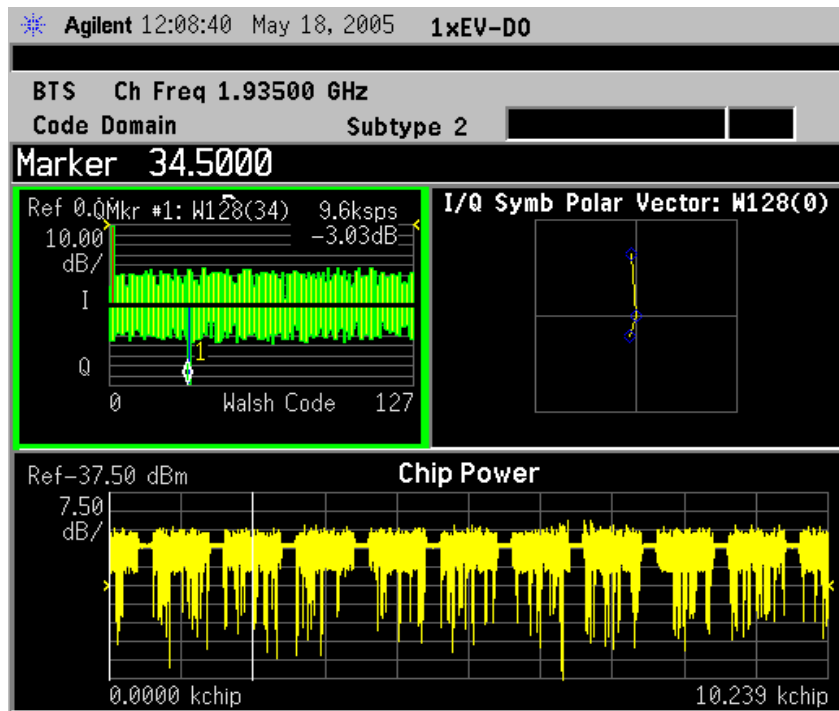 Agilent 12:08:40 May 18, 2005 1xEV-DO
BTS Ch Freq 1.93500 GHz
Code Domain Subtype 2
Marker 34.5000
Ref 0.0 Mkr #1: W128(34) 9.6ksps
10.00 -3.03dB
dB/
I
1
Q
0 Walsh Code 127
I/Q Symb Polar Vector: W128(0)
Ref-37.50 dBm Chip Power
7.50
dB/
0.0000 kchip 10.239 kchip